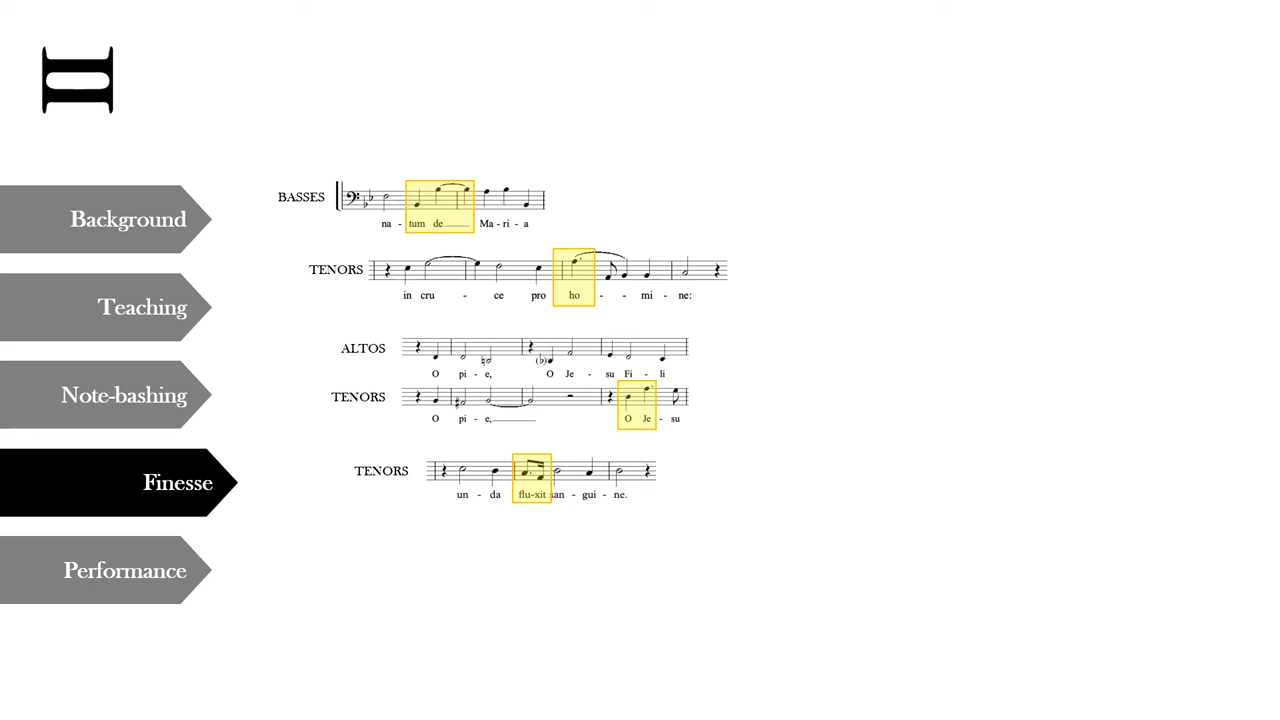 Background
Teaching
Note-bashing
Finesse
Performance
BASSES
na - tum de Ma - ri - a
TENORS
in cru - ce pro ho - - mi - ne:
ALTOS
O pi - e, O Je - su Fi - li
TENORS
O pi - e, O Je - su
TENORS
un - da flu-xit san - gui - ne.